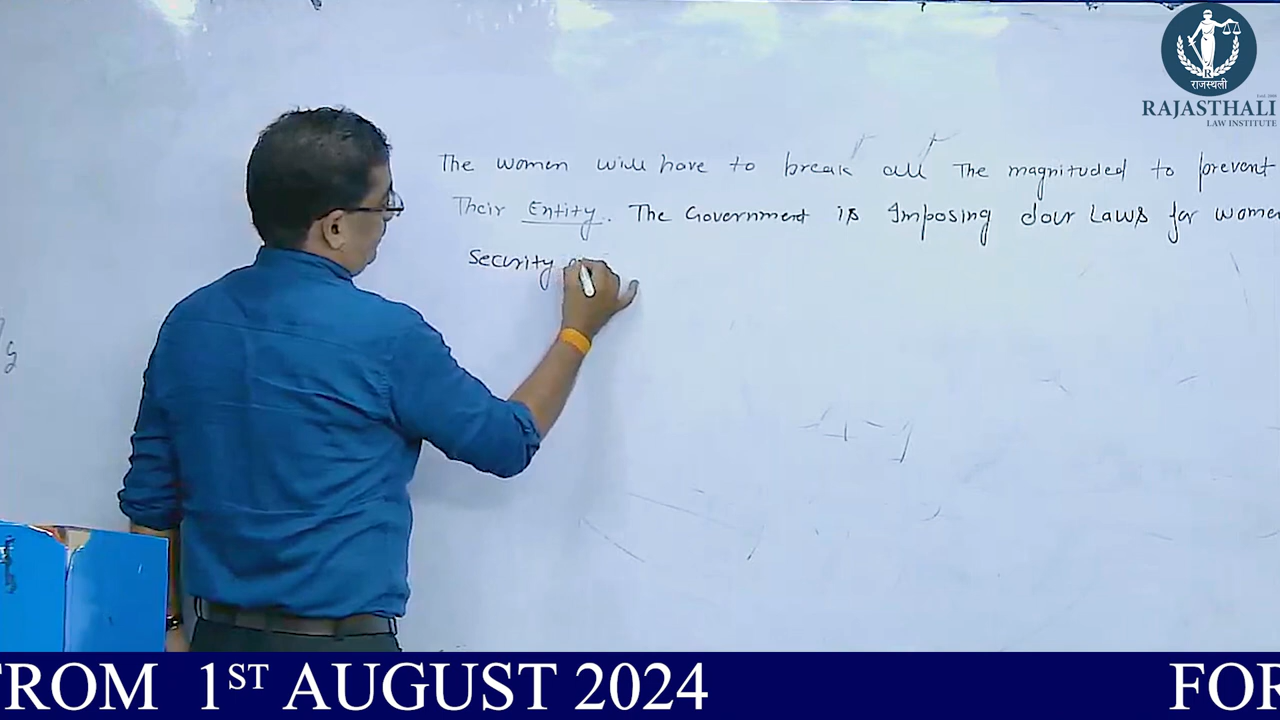 राजस्थली
RAJASTHALI
LAW INSTITUTE
The women will have to break all The magnituded to prevent
Their Entity. The Government is Imposing dour Laws for women
Security
FROM 1ST AUGUST 2024
FOR